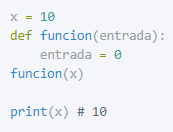 x = 10
def funcion(entrada):
    entrada = 0
funcion(x)

print(x) # 10